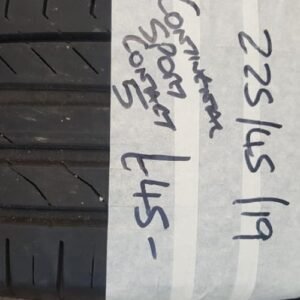 225/45/19
CONTINENTAL
SPORT
CONTACT
5
£45-